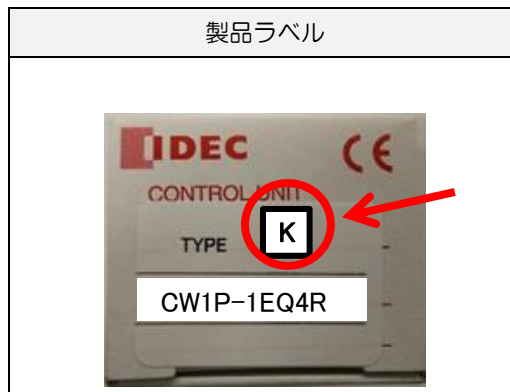 製品ラベル
IDEC
CE
CONTROL UNIT
TYPE
K
CW1P-1EQ4R